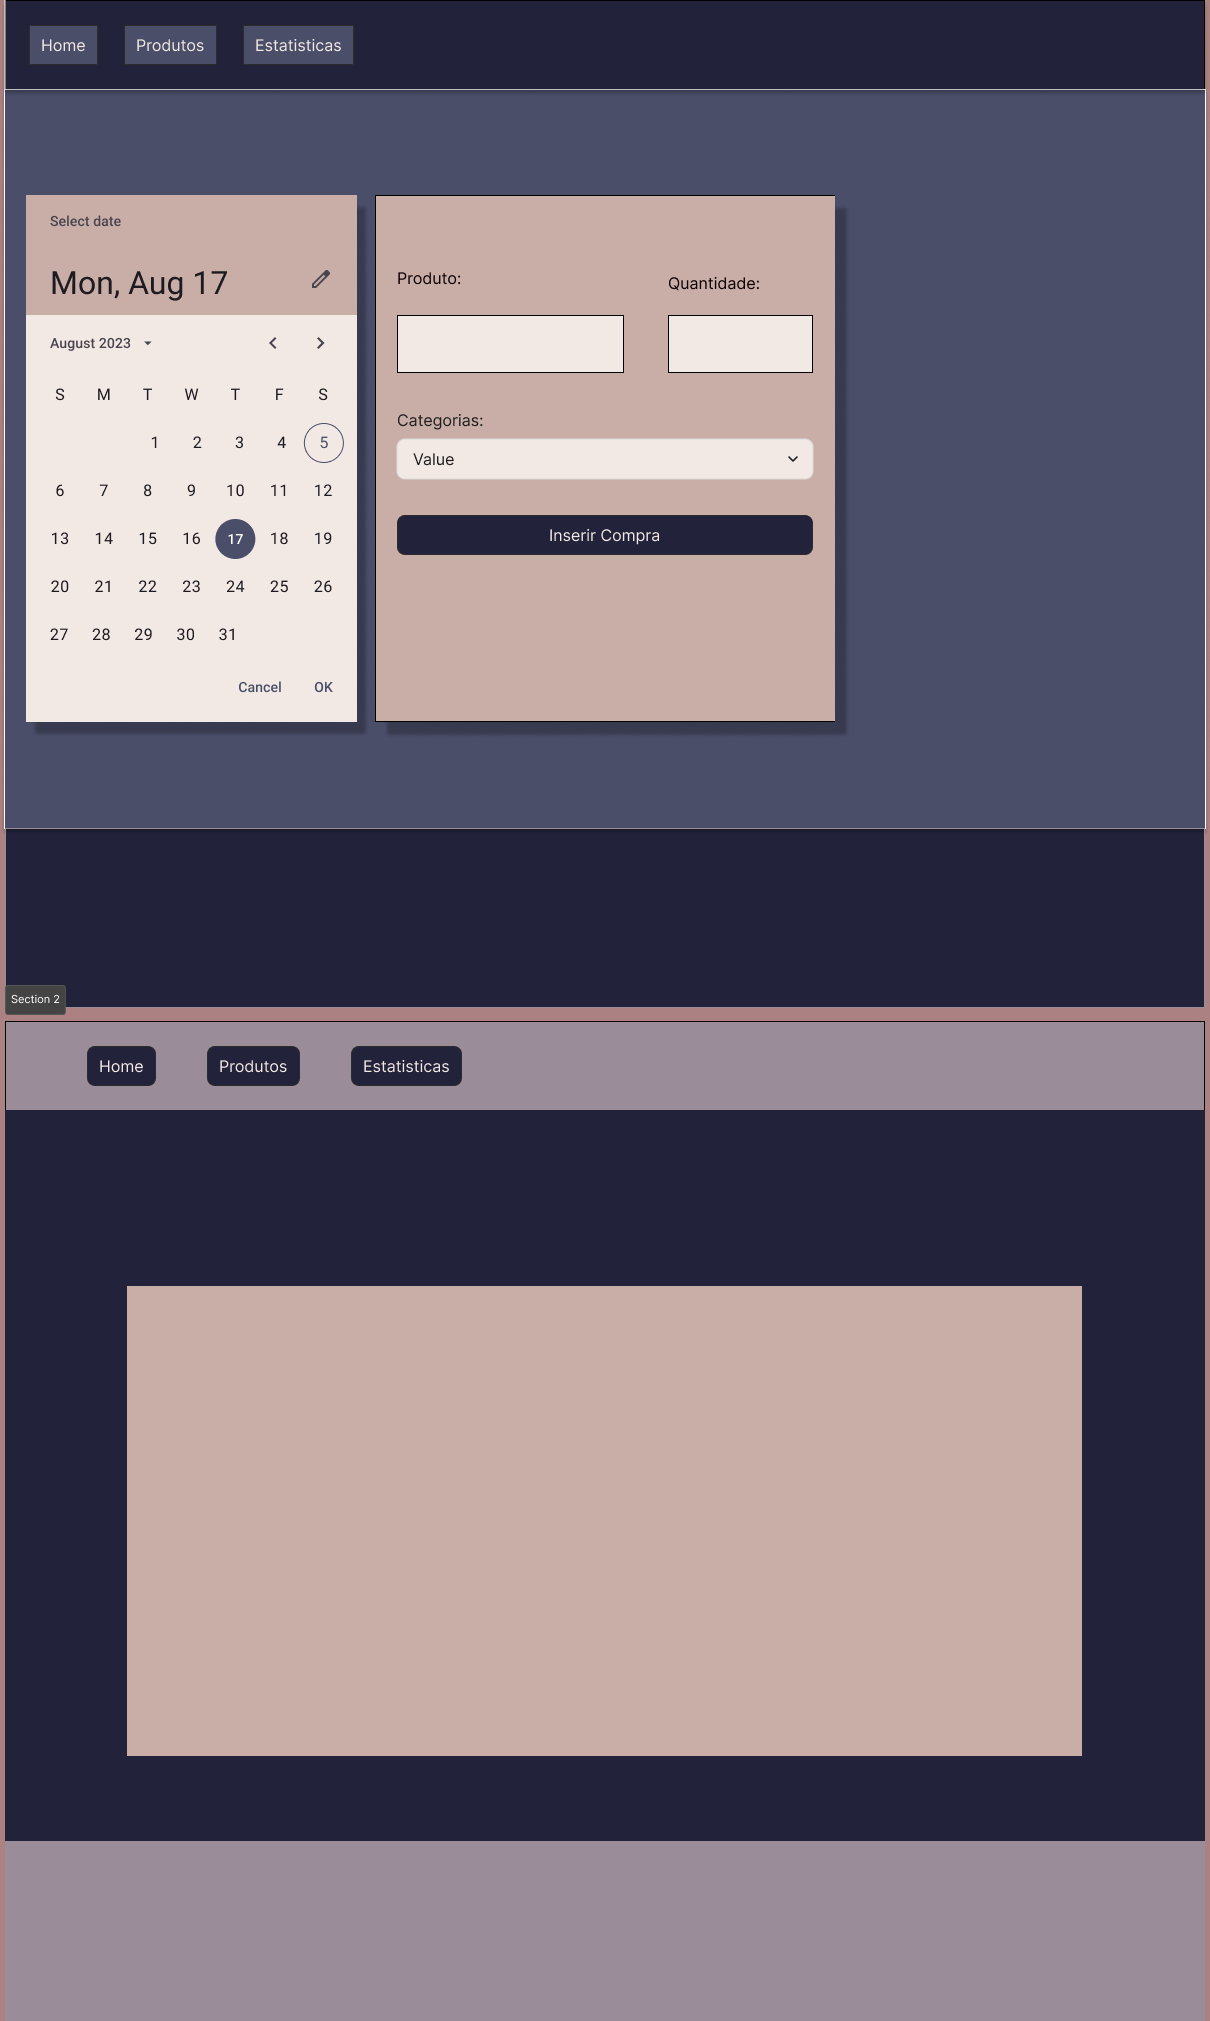 Home Produtos Estatisticas
Select date
Mon, Aug 17
August 2023
S M T W T F S
1 2 3 4 5
6 7 8 9 10 11 12
13 14 15 16 17 18 19
20 21 22 23 24 25 26
27 28 29 30 31
Cancel OK
Produto: Quantidade:
Categorias:
Value
Inserir Compra
Section 2
Home Produtos Estatisticas